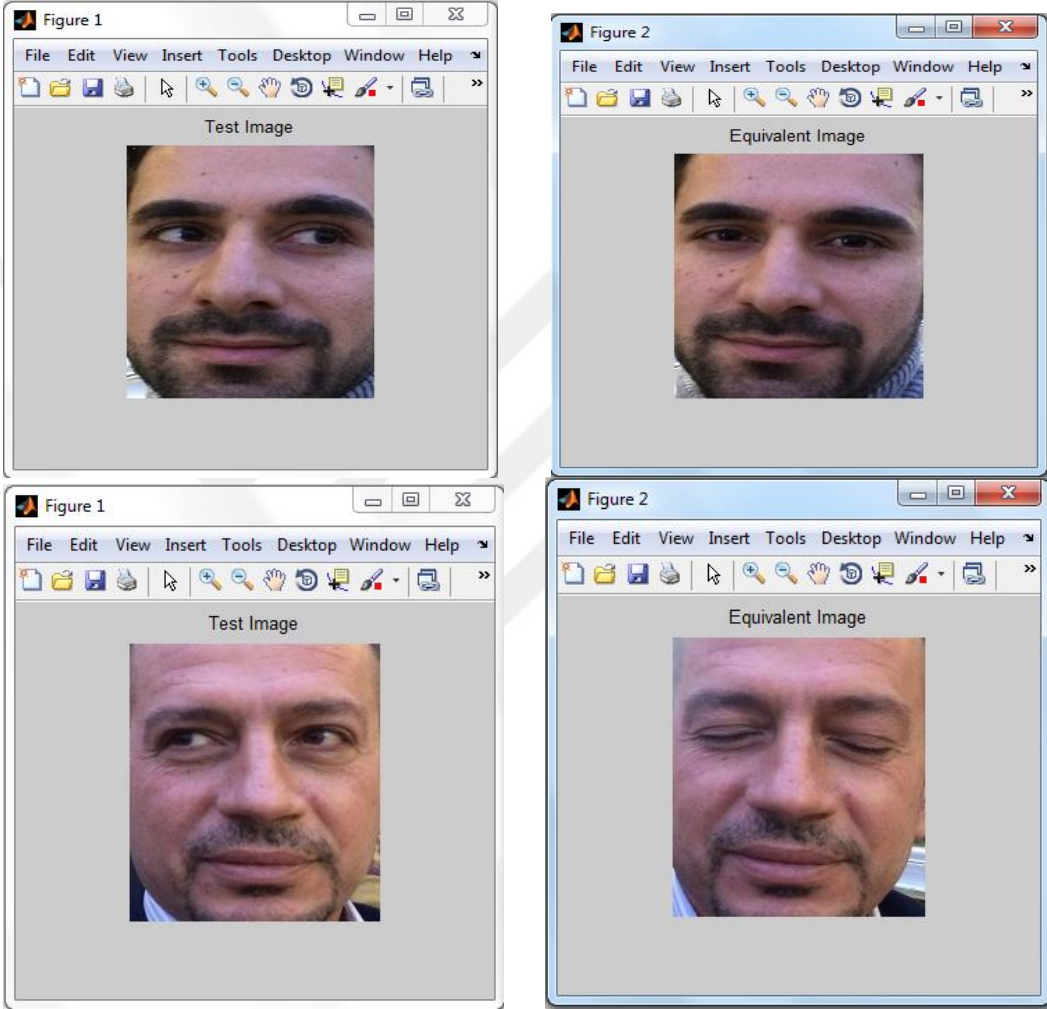 Figure 1
File Edit View Insert Tools Desktop Window Help
Test Image
Figure 2
File Edit View Insert Tools Desktop Window Help
Equivalent Image
Figure 1
File Edit View Insert Tools Desktop Window Help
Test Image
Figure 2
File Edit View Insert Tools Desktop Window Help
Equivalent Image